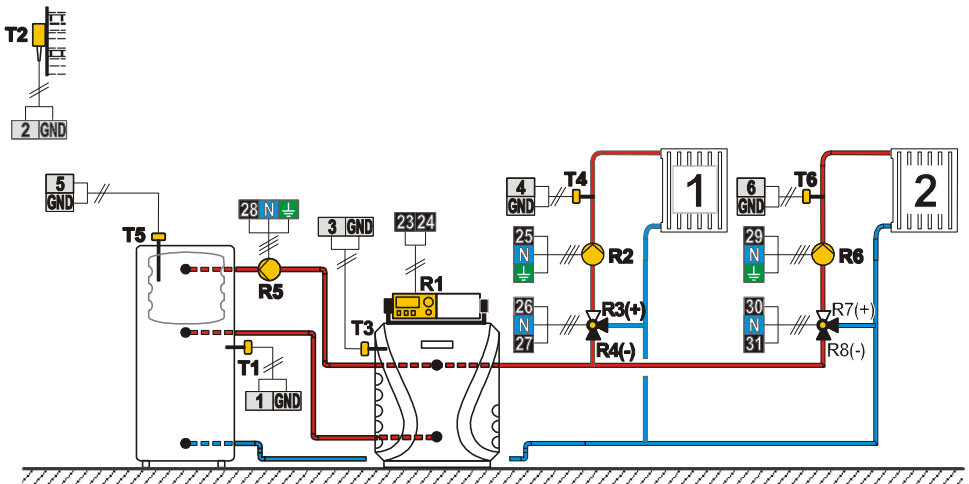 T2
2 GND
5
GND
T5
28 N
R5
3 GND
23 24
R1
T3
T1
1 GND
4
GND
T4
1
25
N
R2
26
N
27
R3(+)
R4(-)
6
GND
T6
2
29
N
R6
30
N
31
R7(+)
R8(-)